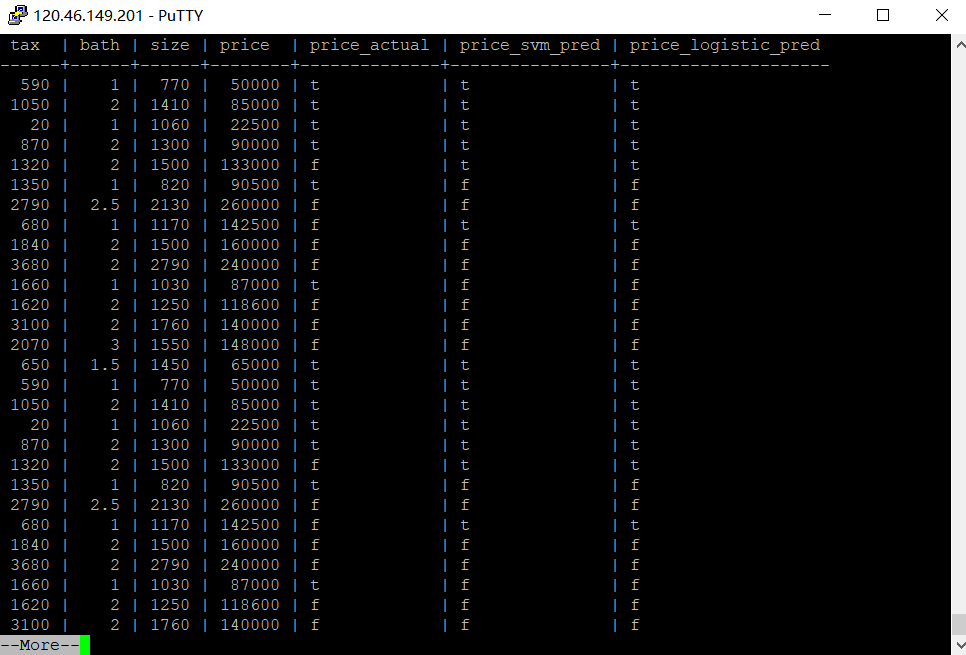 120.46.149.201 - PuTTY
 tax  | bath | size | price  | price_actual | price_svm_pred | price_logistic_pred
------+------+------+--------+--------------+----------------+---------------------
  590 |    1 |  770 |  50000 | t            | t              | t
 1050 |    2 | 1410 |  85000 | t            | t              | t
   20 |    1 | 1060 |  22500 | t            | t              | t
  870 |    2 | 1300 |  90000 | t            | t              | t
 1320 |    2 | 1500 | 133000 | f            | t              | t
 1350 |    1 |  820 |  90500 | t            | f              | f
 2790 |  2.5 | 2130 | 260000 | f            | f              | f
  680 |    1 | 1170 | 142500 | f            | t              | t
 1840 |    2 | 1500 | 160000 | f            | f              | f
 3680 |    2 | 2790 | 240000 | f            | f              | f
 1660 |    1 | 1030 |  87000 | t            | f              | f
 1620 |    2 | 1250 | 118600 | f            | f              | f
 3100 |    2 | 1760 | 140000 | f            | f              | f
 2070 |    3 | 1550 | 148000 | f            | f              | f
  650 |  1.5 | 1450 |  65000 | t            | t              | t
  590 |    1 |  770 |  50000 | t            | t              | t
 1050 |    2 | 1410 |  85000 | t            | t              | t
   20 |    1 | 1060 |  22500 | t            | t              | t
  870 |    2 | 1300 |  90000 | t            | t              | t
 1320 |    2 | 1500 | 133000 | f            | t              | t
 1350 |    1 |  820 |  90500 | t            | f              | f
 2790 |  2.5 | 2130 | 260000 | f            | f              | f
  680 |    1 | 1170 | 142500 | f            | t              | t
 1840 |    2 | 1500 | 160000 | f            | f              | f
 3680 |    2 | 2790 | 240000 | f            | f              | f
 1660 |    1 | 1030 |  87000 | t            | f              | f
 1620 |    2 | 1250 | 118600 | f            | f              | f
 3100 |    2 | 1760 | 140000 | f            | f              | f
--More--